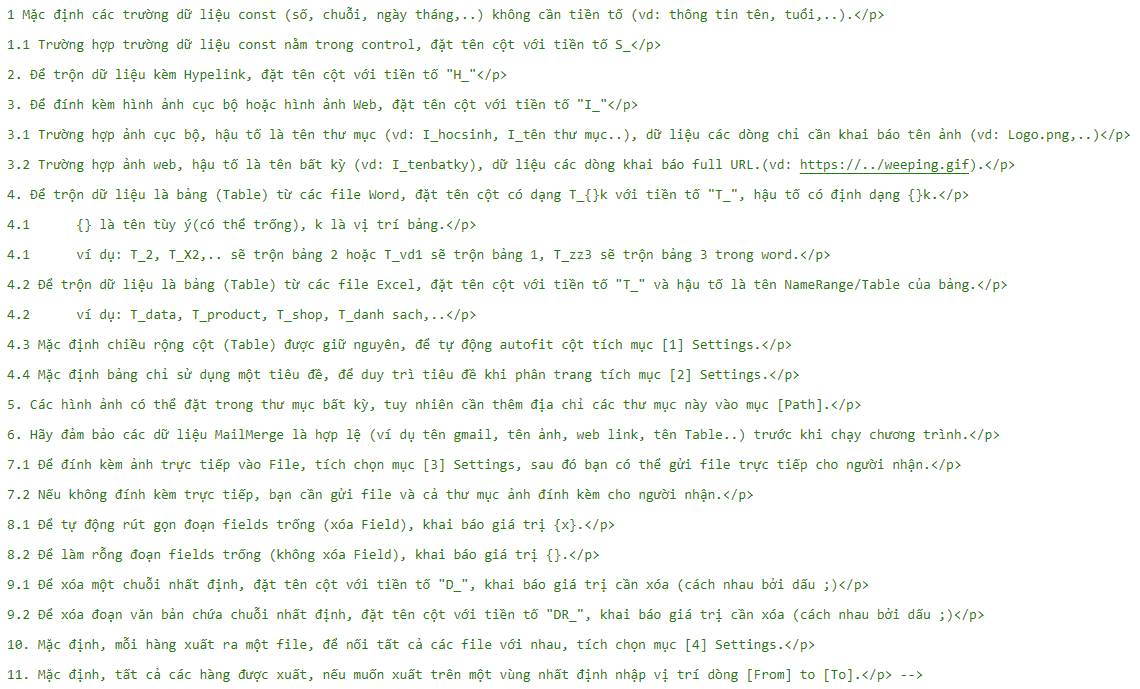 1 Mặc định các trường dữ liệu const (số, chuỗi, ngày tháng,..) không cần tiền tố (vd: thông tin tên, tuổi,..).</p>
1.1 Trường hợp trường dữ liệu const nằm trong control, đặt tên cột với tiền tố S_</p>
2. Để trộn dữ liệu kèm Hypelink, đặt tên cột với tiền tố "H_"</p>
3. Để đính kèm hình ảnh cục bộ hoặc hình ảnh Web, đặt tên cột với tiền tố "I_"</p>
3.1 Trường hợp ảnh cục bộ, hậu tố là tên thư mục (vd: I_hocsinh, I_tên thư mục..), dữ liệu các dòng chỉ cần khai báo tên ảnh (vd: Logo.png,..)</p>
3.2 Trường hợp ảnh web, hậu tố là tên bất kỳ (vd: I_tenbatky), dữ liệu các dòng khai báo full URL.(vd: https://../weeping.gif).</p>
4. Để trộn dữ liệu là bảng (Table) từ các file Word, đặt tên cột có dạng T_{}k với tiền tố "T_", hậu tố có định dạng {}k.</p>
4.1 {} là tên tùy ý(có thể trống), k là vị trí bảng.</p>
4.1 ví dụ: T_2, T_X2,.. sẽ trộn bảng 2 hoặc T_vd1 sẽ trộn bảng 1, T_zz3 sẽ trộn bảng 3 trong word.</p>
4.2 Để trộn dữ liệu là bảng (Table) từ các file Excel, đặt tên cột với tiền tố "T_" và hậu tố là tên NameRange/Table của bảng.</p>
4.2 ví dụ: T_data, T_product, T_shop, T_danh sach,..</p>
4.3 Mặc định chiều rộng cột (Table) được giữ nguyên, để tự động autofit cột tích mục [1] Settings.</p>
4.4 Mặc định bảng chỉ sử dụng một tiêu đề, để duy trì tiêu đề khi phân trang tích mục [2] Settings.</p>
5. Các hình ảnh có thể đặt trong thư mục bất kỳ, tuy nhiên cần thêm địa chỉ các thư mục này vào mục [Path].</p>
6. Hãy đảm bảo các dữ liệu MailMerge là hợp lệ (ví dụ tên gmail, tên ảnh, web link, tên Table..) trước khi chạy chương trình.</p>
7.1 Để đính kèm ảnh trực tiếp vào File, tích chọn mục [3] Settings, sau đó bạn có thể gửi file trực tiếp cho người nhận.</p>
7.2 Nếu không đính kèm trực tiếp, bạn cần gửi file và cả thư mục ảnh đính kèm cho người nhận.</p>
8.1 Để tự động rút gọn đoạn fields trống (xóa Field), khai báo giá trị {x}.</p>
8.2 Để làm rỗng đoạn fields trống (không xóa Field), khai báo giá trị {}.</p>
9.1 Để xóa một chuỗi nhất định, đặt tên cột với tiền tố "D_", khai báo giá trị cần xóa (cách nhau bởi dấu ;)</p>
9.2 Để xóa đoạn văn bản chứa chuỗi nhất định, đặt tên cột với tiền tố "DR_", khai báo giá trị cần xóa (cách nhau bởi dấu ;)</p>
10. Mặc định, mỗi hàng xuất ra một file, để nối tất cả các file với nhau, tích chọn mục [4] Settings.</p>
11. Mặc định, tất cả các hàng được xuất, nếu muốn xuất trên một vùng nhất định nhập vị trí dòng [From] to [To].</p> -->